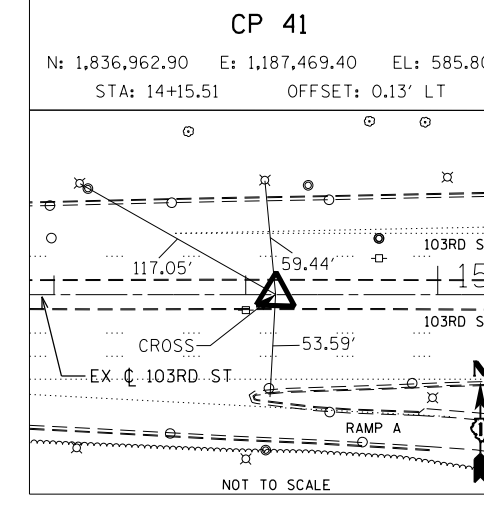 CP 41
N: 1,836,962.90 E: 1,187,469.40 EL: 585.80
STA: 14+15.51 OFFSET: 0.13' LT
103RD S
117.05'
59.44'
15
103RD S
CROSS
53.59'
EX ℄ 103RD ST
N
RAMP A
NOT TO SCALE